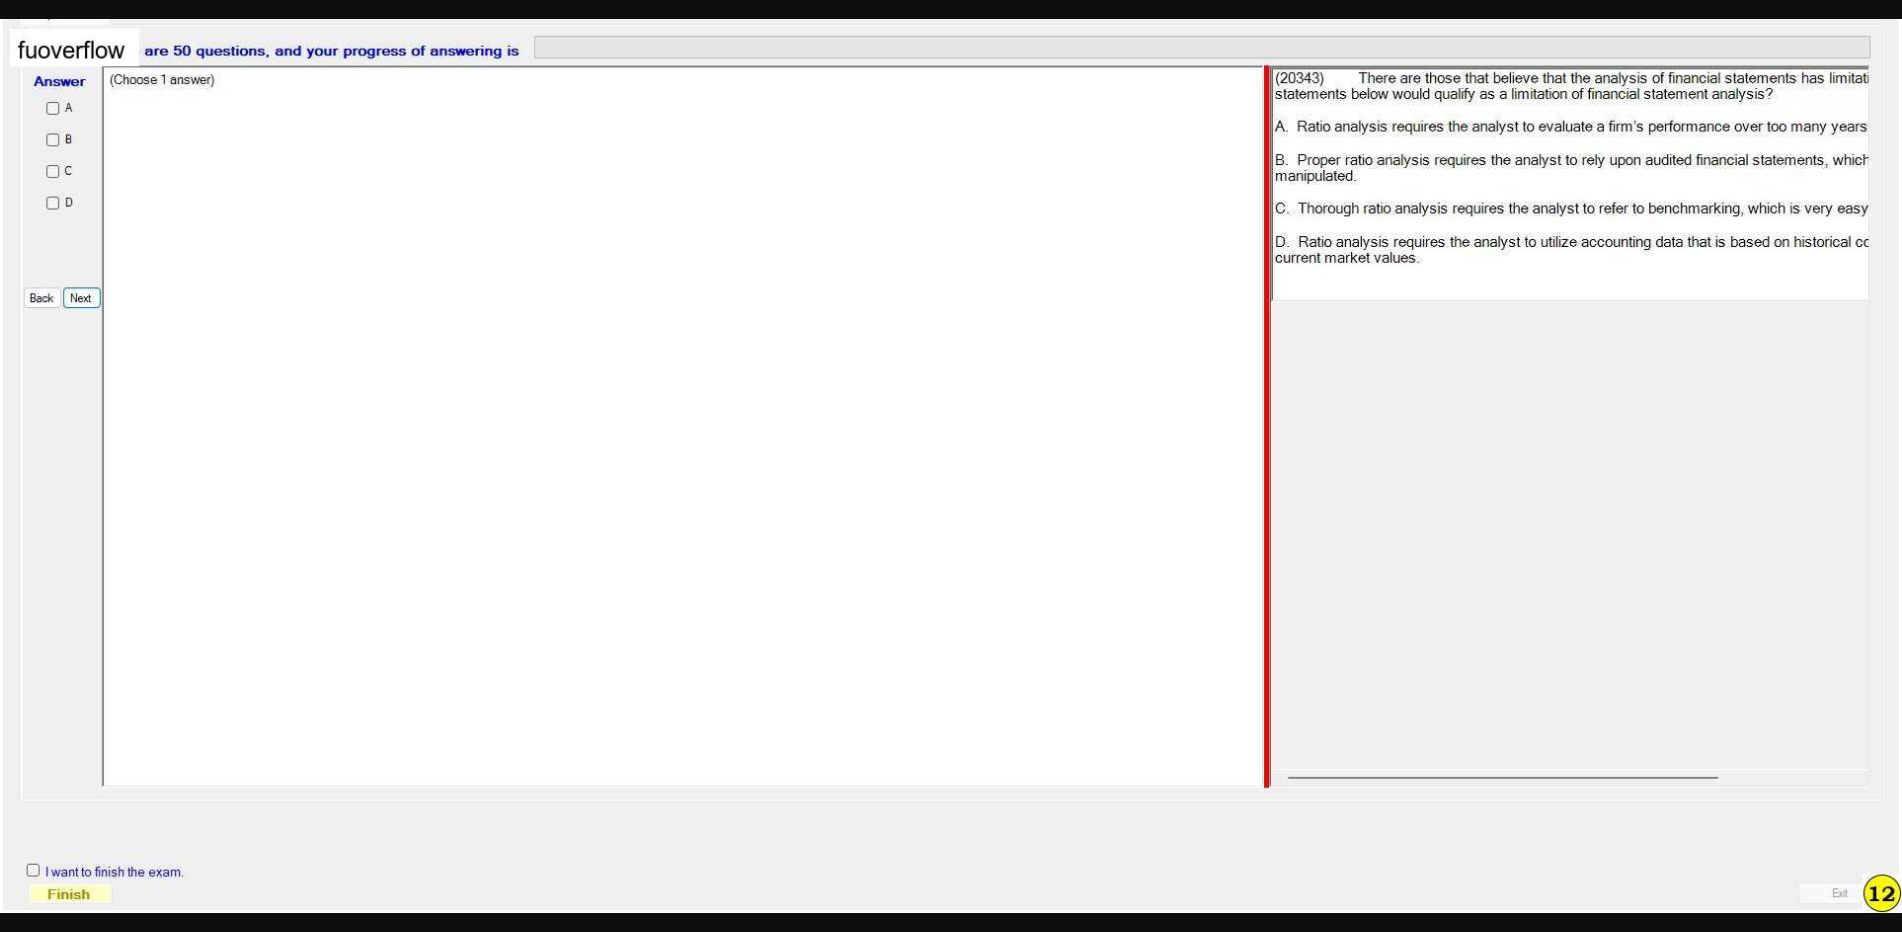 fuoverflow are 50 questions, and your progress of answering is
Answer
A
B
C
D
Back Next
(Choose 1 answer)
(20343) There are those that believe that the analysis of financial statements has limitati
statements below would qualify as a limitation of financial statement analysis?
A. Ratio analysis requires the analyst to evaluate a firm's performance over too many years
B. Proper ratio analysis requires the analyst to rely upon audited financial statements, which
manipulated.
C. Thorough ratio analysis requires the analyst to refer to benchmarking, which is very easy
D. Ratio analysis requires the analyst to utilize accounting data that is based on historical co
current market values.
I want to finish the exam.
Finish
Exit
12